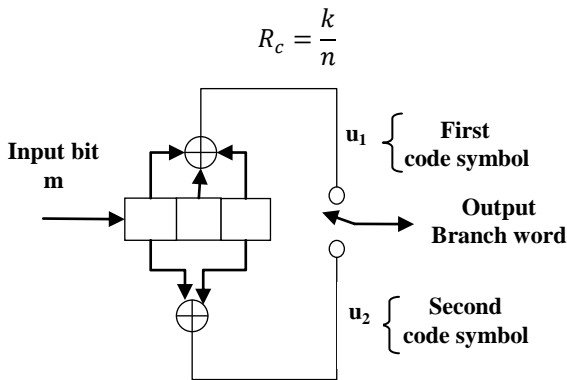 R_c = k/n
Input bit
m
u₁
First
code symbol
Output
Branch word
u₂
Second
code symbol